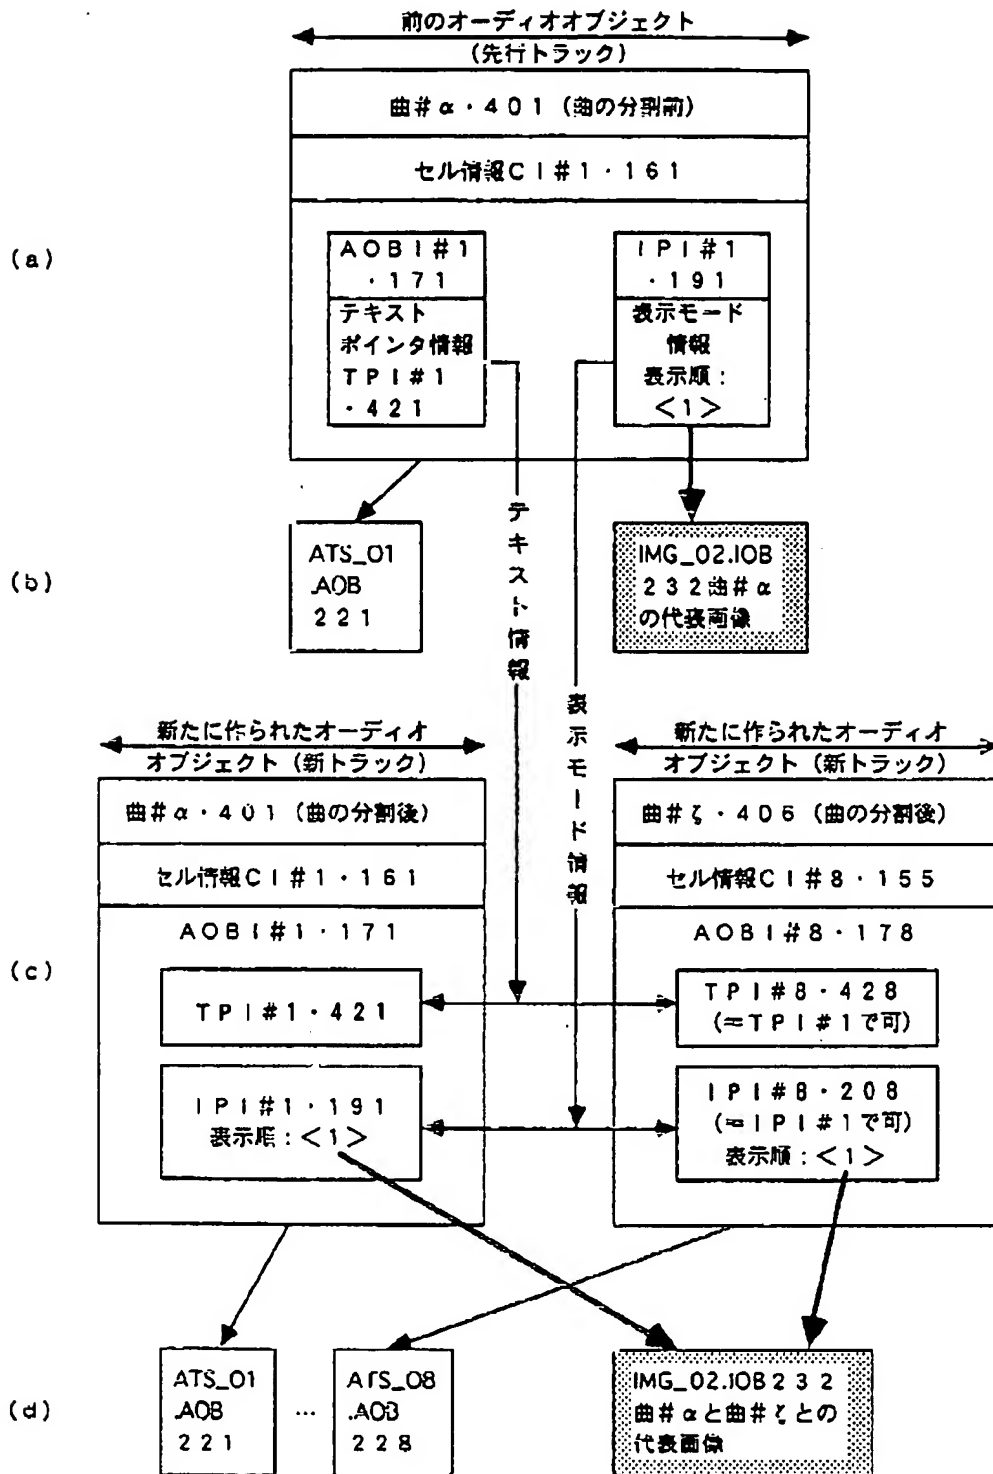 前のオーディオオブジェクト
(先行トラック)
曲#α・401(曲の分割前)
セル情報CI#1・161
(a)
AOBI#1
・171
テキスト
ポインタ情報
TPI#1
・421
IPI#1
・191
表示モード
情報
表示順:
<1>
(b)
ATS_01
.AOB
221
テキスト情報
IMG_02.IOB
232曲#α
の代表画像
表示モード情報
新たに作られたオーディオ
オブジェクト(新トラック)
曲#α・401(曲の分割後)
セル情報CI#1・161
新たに作られたオーディオ
オブジェクト(新トラック)
曲#ζ・406(曲の分割後)
セル情報CI#8・155
(c)
AOBI#1・171
TPI#1・421
IPI#1・191
表示順:<1>
AOBI#8・178
TPI#8・428
(=TPI#1で可)
IPI#8・208
(=IPI#1で可)
表示順:<1>
(d)
ATS_01
.AOB
221
…
ATS_08
.AOB
228
IMG_02.IOB232
曲#αと曲#ζとの
代表画像